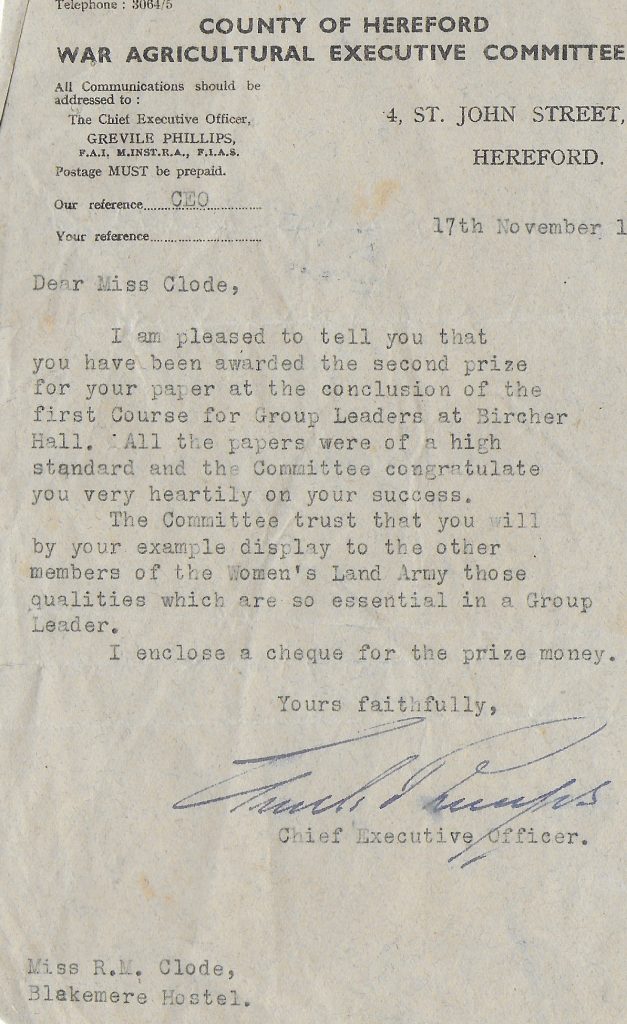 Telephone : 3064/5
COUNTY OF HEREFORD
WAR AGRICULTURAL EXECUTIVE COMMITTEE
All Communications should be
addressed to :
The Chief Executive Officer,
GREVILE PHILLIPS,
F.A.I, M.INST.R.A., F.I.A.S.
Postage MUST be prepaid.
Our reference CEO
Your reference
4, ST. JOHN STREET,
HEREFORD.
17th November 1
Dear Miss Clode,
I am pleased to tell you that
you have been awarded the second prize
for your paper at the conclusion of the
first Course for Group Leaders at Bircher
Hall. All the papers were of a high
standard and the Committee congratulate
you very heartily on your success.
The Committee trust that you will
by your example display to the other
members of the Women's Land Army those
qualities which are so essential in a Group
Leader.
I enclose a cheque for the prize money.
Yours faithfully,
Chief Executive Officer.
Miss R.M. Clode,
Blakemere Hostel.